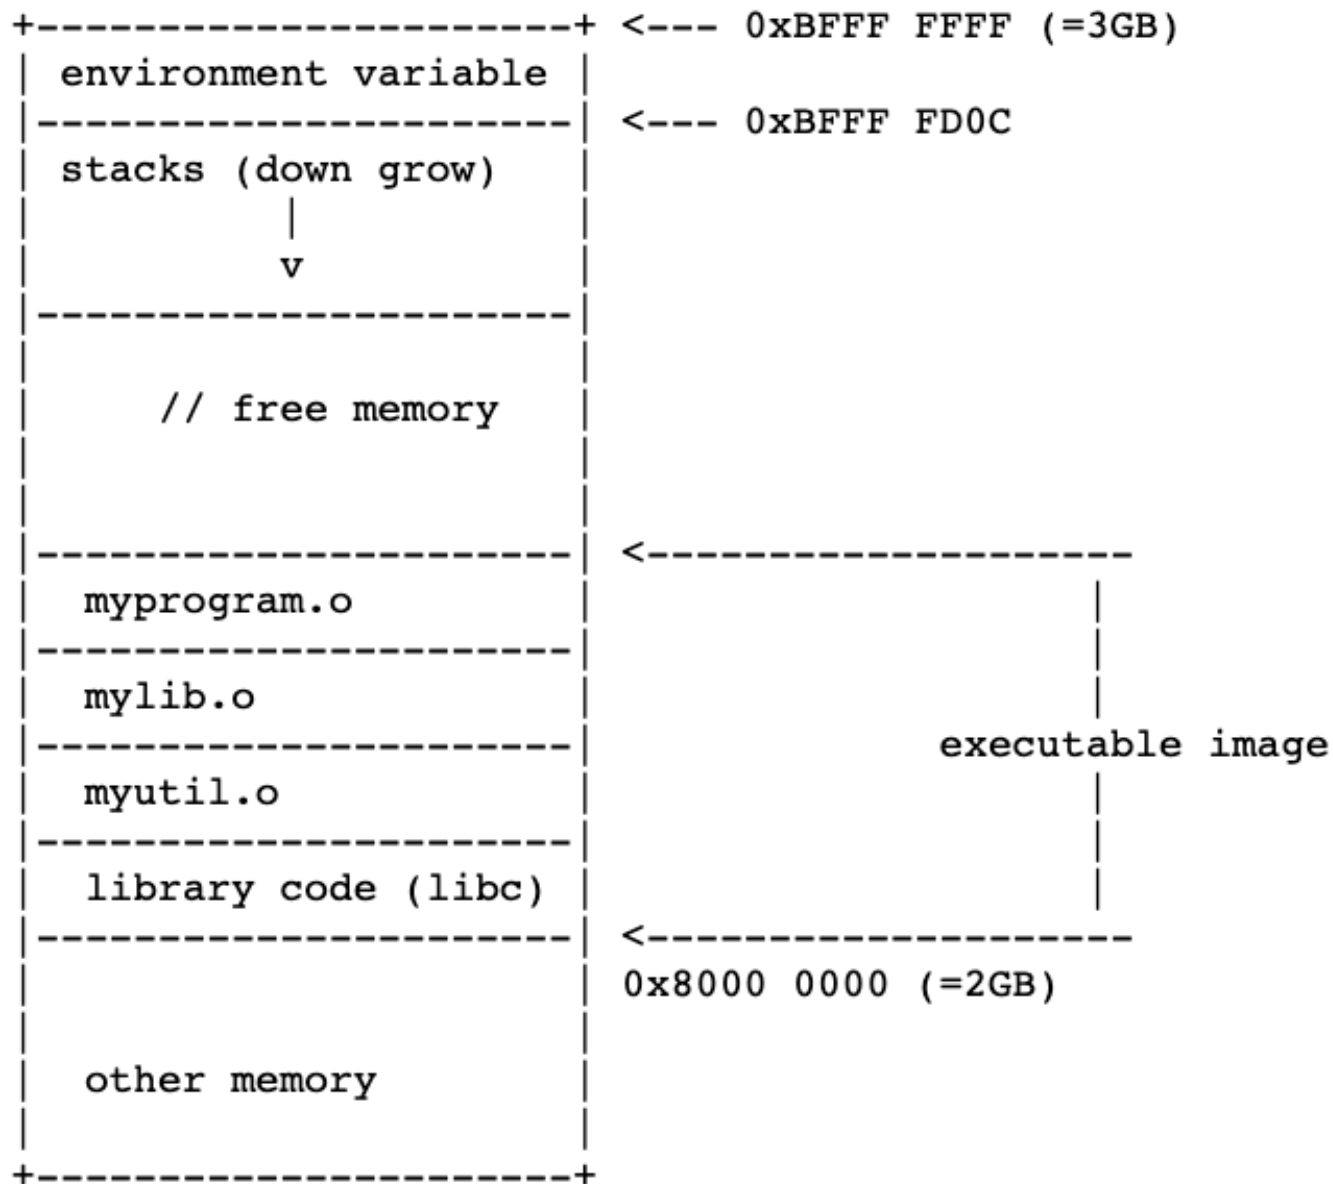 +----------------------+ <--- 0xBFFF FFFF (=3GB)
| environment variable |
|----------------------| <--- 0xBFFF FD0C
| stacks (down grow)   |
|          |           |
|          v           |
|----------------------|
|                      |
|     // free memory   |
|                      |
|                      |
|----------------------| <--------------------
|  myprogram.o         |                    |
|----------------------|                    |
|  mylib.o             |                    |
|----------------------|             executable image
|  myutil.o            |                    |
|----------------------|                    |
|  library code (libc) |                    |
|----------------------| <--------------------
|                      | 0x8000 0000 (=2GB)
|                      |
|  other memory        |
|                      |
+----------------------+